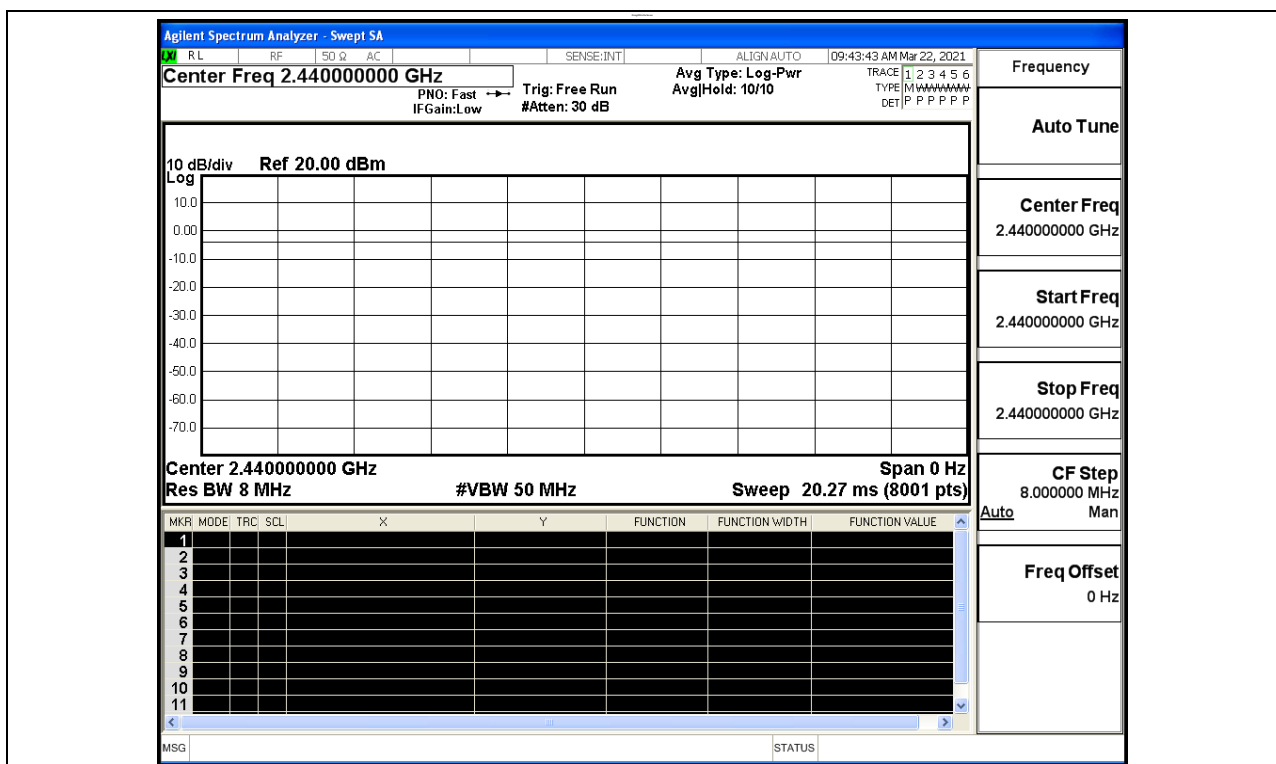 Agilent Spectrum Analyzer - Swept SA
LXI RL RF 50 Ω AC SENSE:INT ALIGN AUTO 09:43:43 AM Mar 22, 2021
Center Freq 2.440000000 GHz
PNO: Fast
IFGain:Low
Trig: Free Run
#Atten: 30 dB
Avg Type: Log-Pwr
Avg|Hold: 10/10
TRACE 1 2 3 4 5 6
TYPE M WWWWW
DET P P P P P P
10 dB/div Ref 20.00 dBm
Log
10.0
0.00
-10.0
-20.0
-30.0
-40.0
-50.0
-60.0
-70.0
Center 2.440000000 GHz Span 0 Hz
Res BW 8 MHz #VBW 50 MHz Sweep 20.27 ms (8001 pts)
MKR MODE TRC SCL X Y FUNCTION FUNCTION WIDTH FUNCTION VALUE
1
2
3
4
5
6
7
8
9
10
11
MSG STATUS
Frequency
Auto Tune
Center Freq
2.440000000 GHz
Start Freq
2.440000000 GHz
Stop Freq
2.440000000 GHz
CF Step
8.000000 MHz
Auto Man
Freq Offset
0 Hz